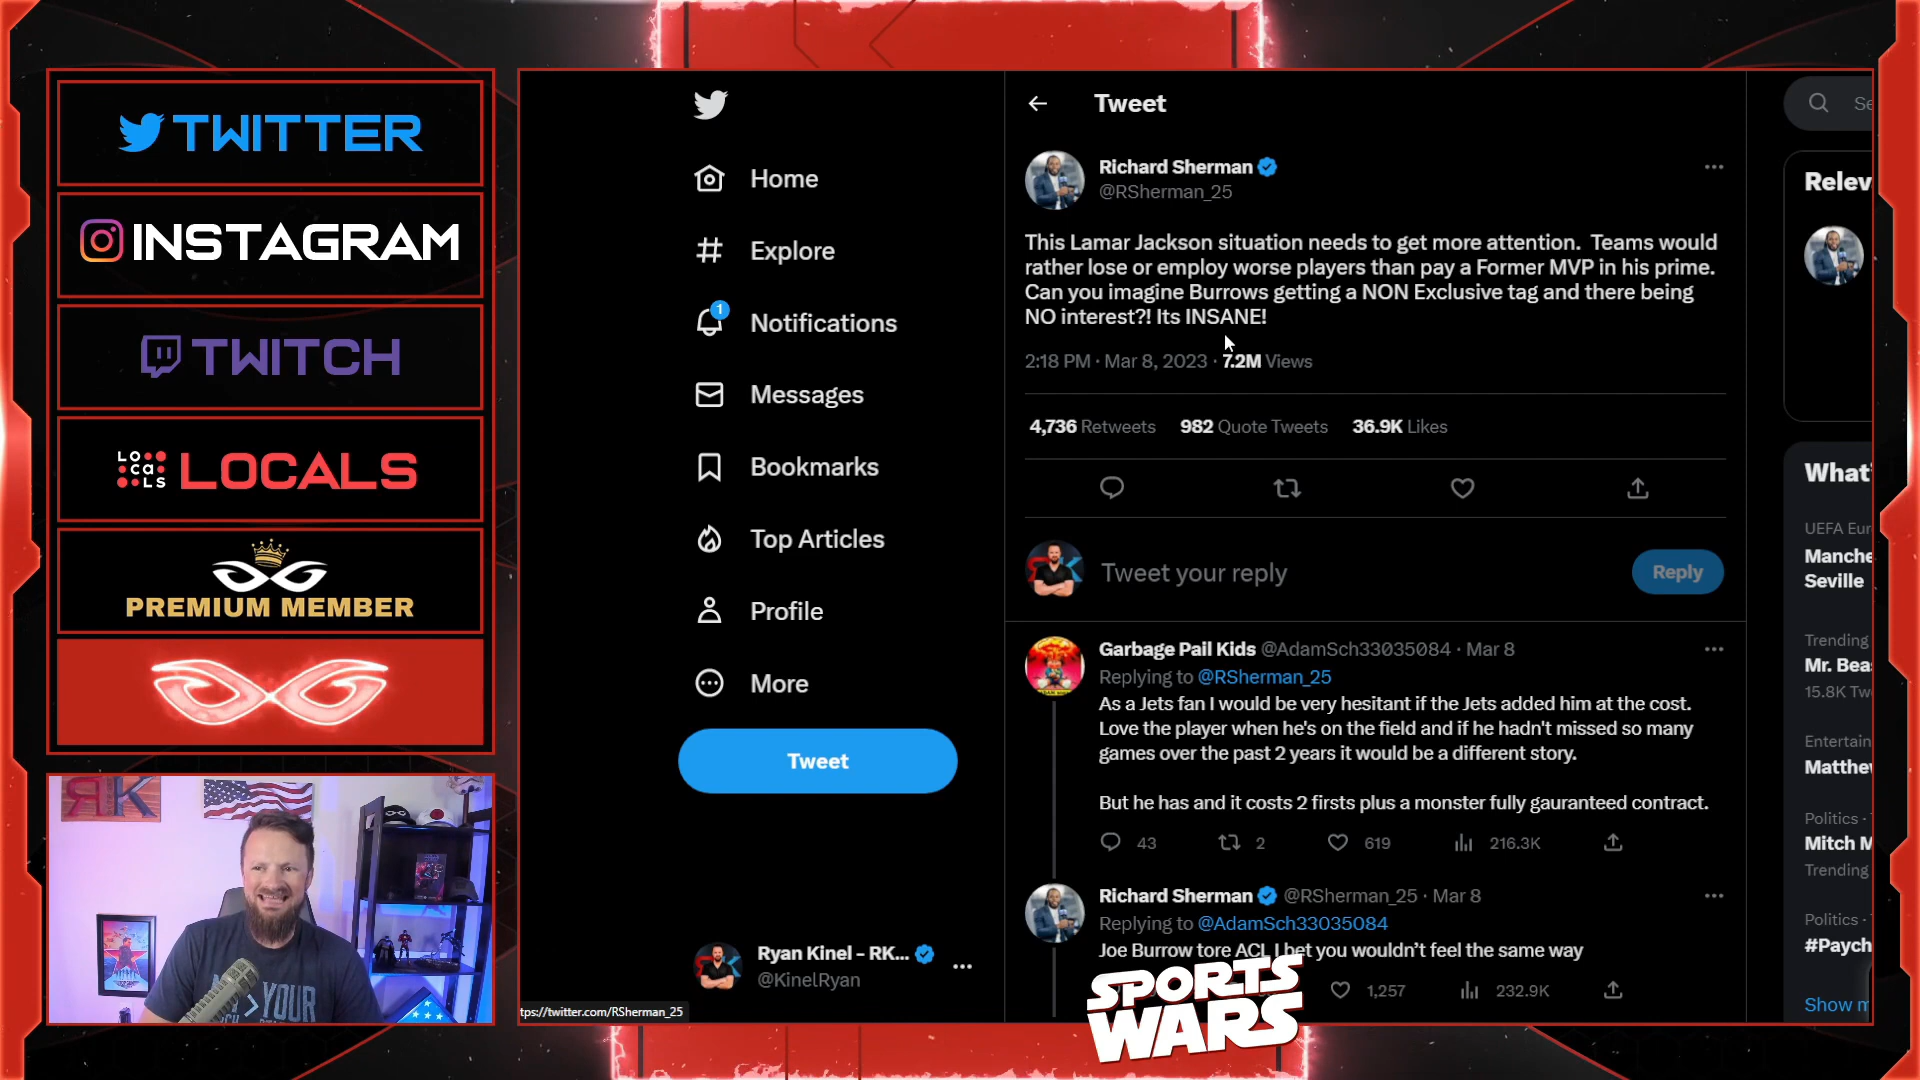 TWITTER
INSTAGRAM
TWITCH
LOCALS
LOCALS
PREMIUM MEMBER
RK
Home
Explore
1
Notifications
Messages
Bookmarks
Top Articles
Profile
More
Tweet
Ryan Kinel - RK...
@KinelRyan
tps://twitter.com/RSherman_25
Tweet
Richard Sherman
@RSherman_25
This Lamar Jackson situation needs to get more attention.  Teams would
rather lose or employ worse players than pay a Former MVP in his prime.
Can you imagine Burrows getting a NON Exclusive tag and there being
NO interest?! Its INSANE!
2:18 PM · Mar 8, 2023 · 7.2M Views
4,736 Retweets 982 Quote Tweets 36.9K Likes
Tweet your reply
Reply
Garbage Pail Kids @AdamSch33035084 · Mar 8
Replying to @RSherman_25
As a Jets fan I would be very hesitant if the Jets added him at the cost.
Love the player when he's on the field and if he hadn't missed so many
games over the past 2 years it would be a different story.
But he has and it costs 2 firsts plus a monster fully gauranteed contract.
43 2 619 216.3K
Richard Sherman @RSherman_25 · Mar 8
Replying to @AdamSch33035084
Joe Burrow tore ACL I bet you wouldn't feel the same way
1,257 232.9K
SPORTS
WARS
Se
Relev
What'
UEFA Eur
Manche
Seville
Trending
Mr. Bea
15.8K Tw
Entertain
Matthe
Politics ·
Mitch M
Trending
Politics ·
#Paych
Show m